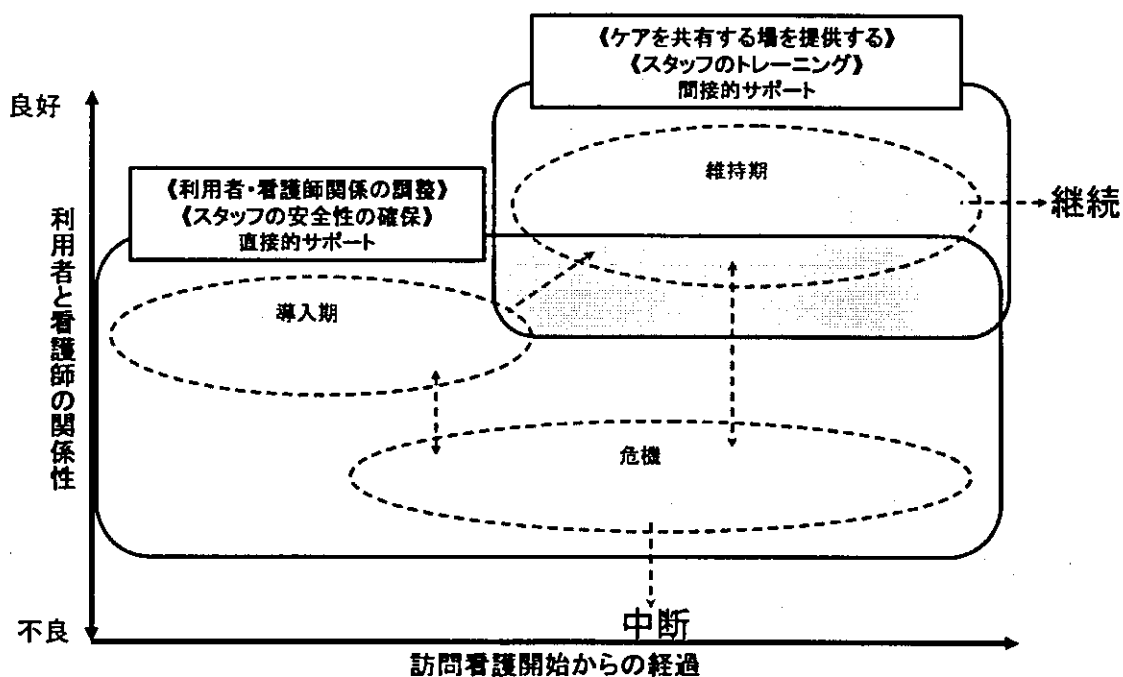 《ケアを共有する場を提供する》
《スタッフのトレーニング》
間接的サポート
良好
維持期
《利用者・看護師関係の調整》
《スタッフの安全性の確保》
直接的サポート
継続
利用者と看護師の関係性
導入期
危機
不良
中断
訪問看護開始からの経過